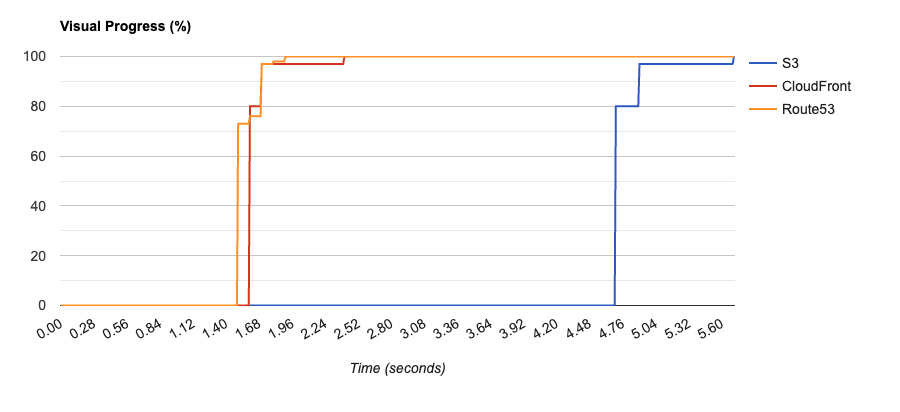 Visual Progress (%)
100
80
60
40
20
0
S3
CloudFront
Route53
0.00 0.28 0.56 0.84 1.12 1.40 1.68 1.96 2.24 2.52 2.80 3.08 3.36 3.64 3.92 4.20 4.48 4.76 5.04 5.32 5.60
Time (seconds)